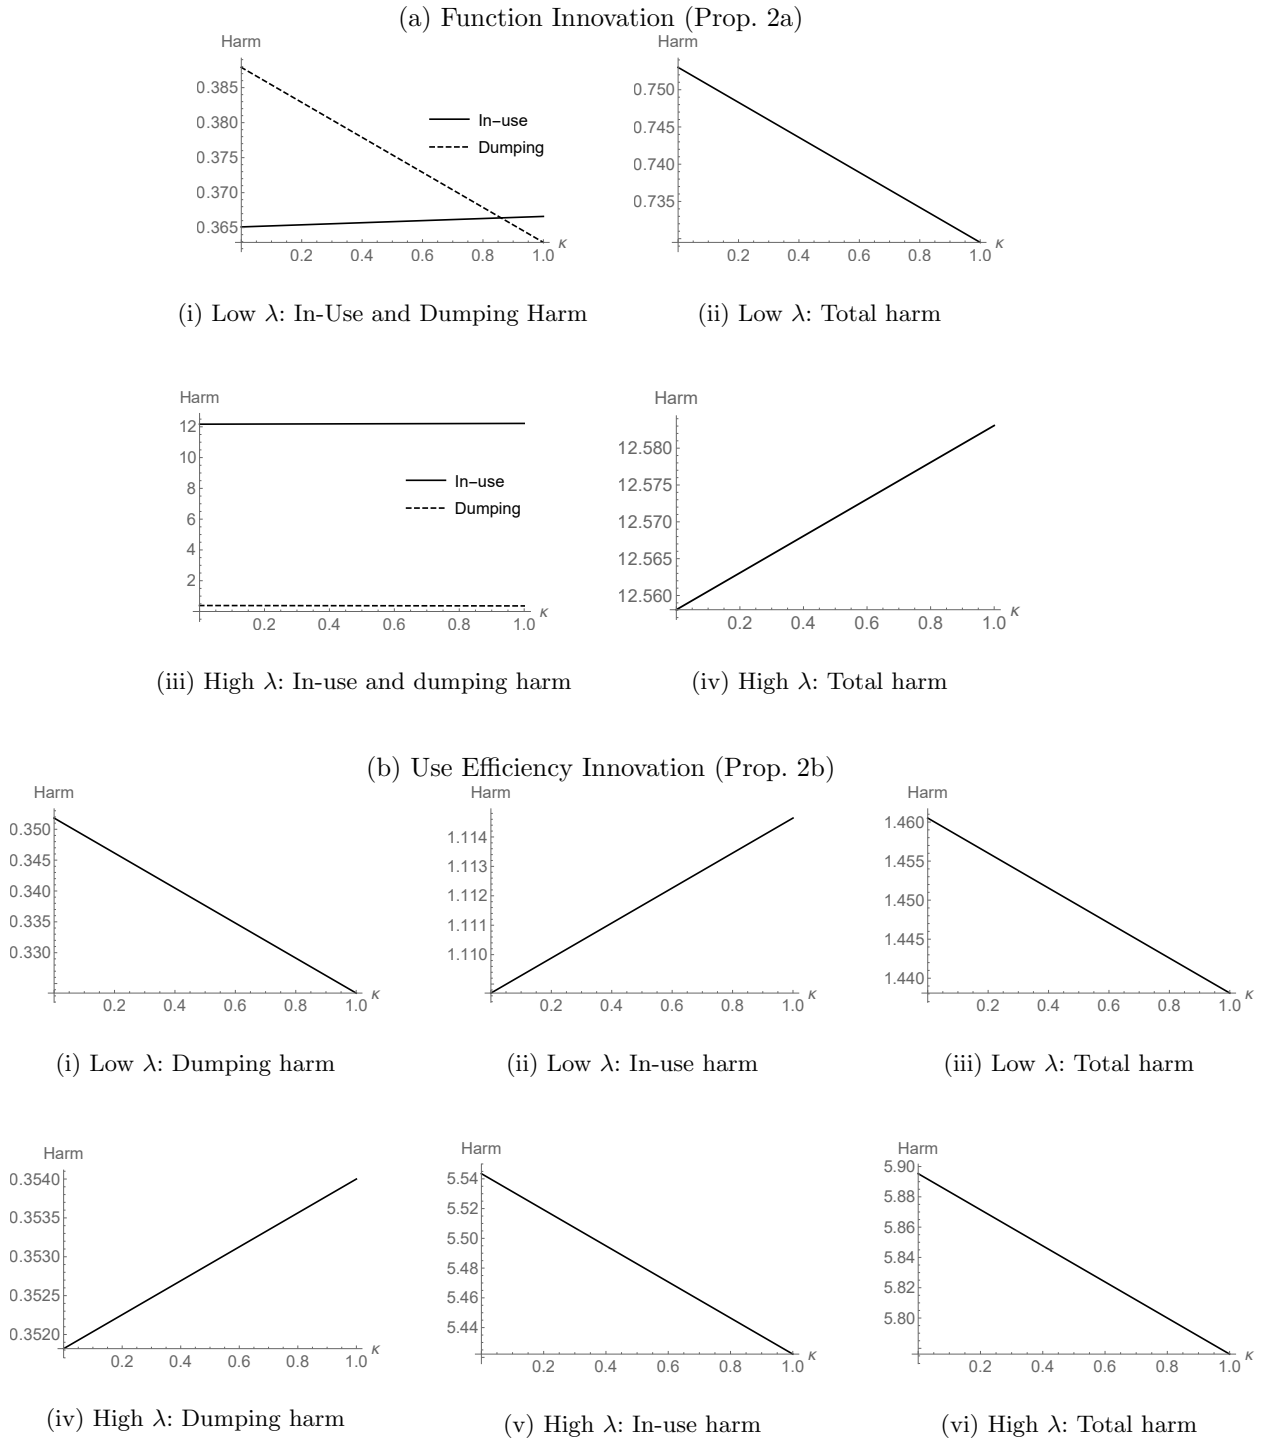 (a) Function Innovation (Prop. 2a)
Harm
0.385
0.380
0.375
0.370
0.365
In−use
Dumping
0.2 0.4 0.6 0.8 1.0 κ
Harm
0.750
0.745
0.740
0.735
0.2 0.4 0.6 0.8 1.0 κ
(i) Low λ: In-Use and Dumping Harm
(ii) Low λ: Total harm
Harm
12
10
8
6
4
2
In−use
Dumping
0.2 0.4 0.6 0.8 1.0 κ
Harm
12.580
12.575
12.570
12.565
12.560
0.2 0.4 0.6 0.8 1.0 κ
(iii) High λ: In-use and dumping harm
(iv) High λ: Total harm
(b) Use Efficiency Innovation (Prop. 2b)
Harm
0.350
0.345
0.340
0.335
0.330
0.2 0.4 0.6 0.8 1.0 κ
Harm
1.114
1.113
1.112
1.111
1.110
0.2 0.4 0.6 0.8 1.0 κ
Harm
1.460
1.455
1.450
1.445
1.440
0.2 0.4 0.6 0.8 1.0 κ
(i) Low λ: Dumping harm
(ii) Low λ: In-use harm
(iii) Low λ: Total harm
Harm
0.3540
0.3535
0.3530
0.3525
0.3520
0.2 0.4 0.6 0.8 1.0 κ
Harm
5.54
5.52
5.50
5.48
5.46
5.44
0.2 0.4 0.6 0.8 1.0 κ
Harm
5.90
5.88
5.86
5.84
5.82
5.80
0.2 0.4 0.6 0.8 1.0 κ
(iv) High λ: Dumping harm
(v) High λ: In-use harm
(vi) High λ: Total harm